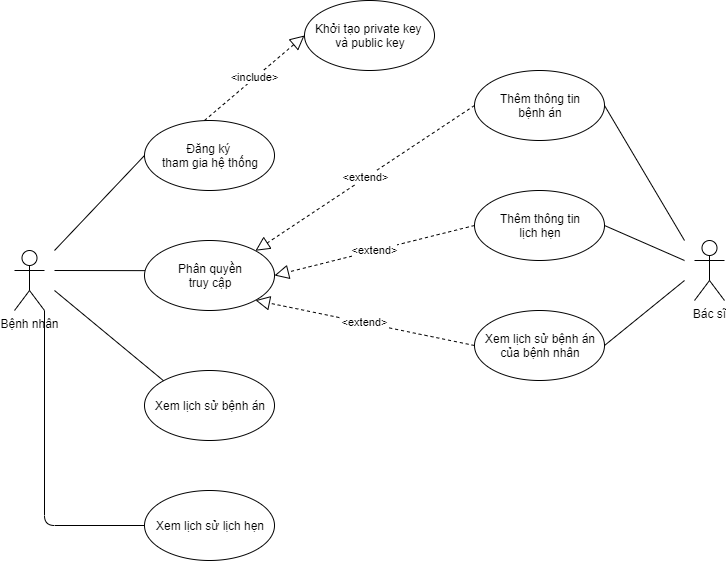 Khởi tạo private key
và public key
<include>
Thêm thông tin
bệnh án
Đăng ký
tham gia hệ thống
<extend>
Thêm thông tin
lịch hẹn
<extend>
Phân quyền
truy cập
Bệnh nhân
Bác sĩ
<extend>
Xem lịch sử bệnh án
của bệnh nhân
Xem lịch sử bệnh án
Xem lịch sử lịch hẹn